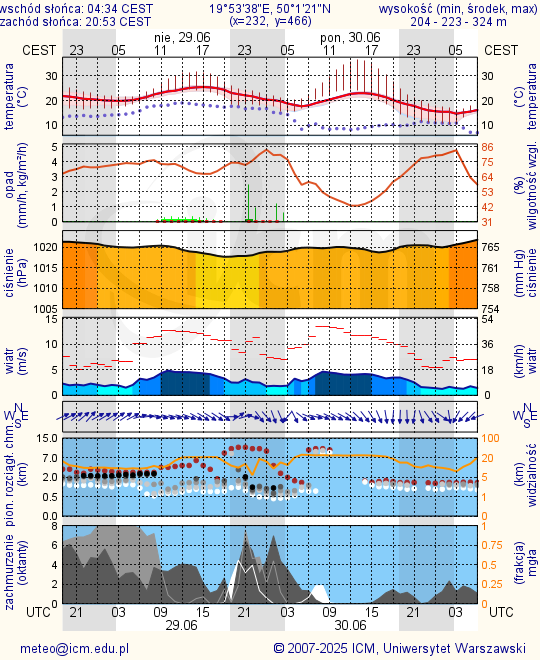 wschód słońca: 04:34 CEST 19°53'38"E, 50°1'21"N wysokość (min, środek, max)
zachód słońca: 20:53 CEST (x=232, y=466) 204 - 223 - 324 m
nie, 29.06 pon, 30.06
CEST 23 05 11 17 23 05 11 17 23 05 CEST
temperatura (°C) 30 20 10 30 20 10 (°C) temperatura
opad (mm/h, kg/m²/h) 5 4 3 2 1 0 86 75 64 53 42 31 (%) wilgotność wzgl.
ciśnienie (hPa) 1020 1015 1010 1005 765 761 758 754 (mm Hg) ciśnienie
wiatr (m/s) 15 10 5 0 54 36 18 0 (km/h) wiatr
N W E S N W E S
pion. rozciągł. chm. (km) 15.0 7.0 2.0 0.5 0.0 100 20 5 1 0 (km) widzialność
zachmurzenie (oktanty) 8 6 4 2 0 1 0.75 0.5 0.25 0 (frakcja) mgła
UTC 21 03 09 15 21 03 09 15 21 03 UTC
29.06 30.06
meteo@icm.edu.pl © 2007-2025 ICM, Uniwersytet Warszawski